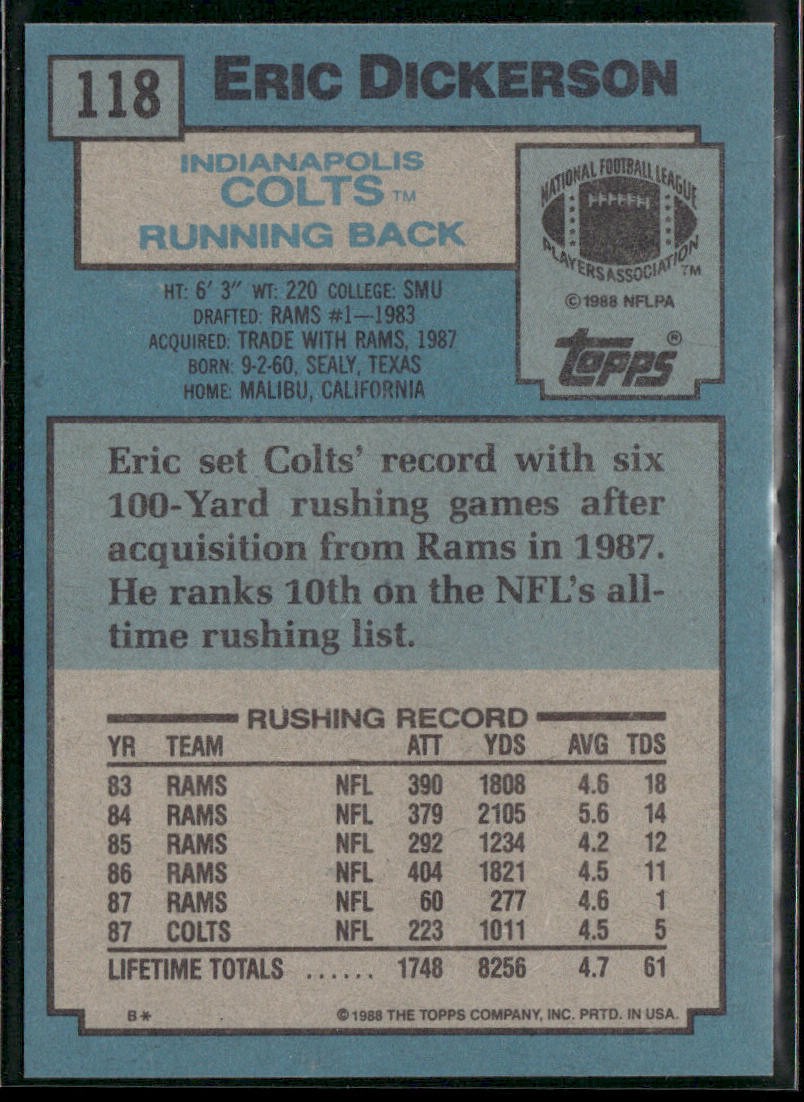 118
ERIC DICKERSON
INDIANAPOLIS
COLTS TM
RUNNING BACK
NATIONAL FOOTBALL LEAGUE
PLAYERS ASSOCIATION TM
©1988 NFLPA
TOPPS®
HT: 6' 3" WT: 220 COLLEGE: SMU
DRAFTED: RAMS #1—1983
ACQUIRED: TRADE WITH RAMS, 1987
BORN: 9-2-60, SEALY, TEXAS
HOME: MALIBU, CALIFORNIA
Eric set Colts' record with six
100-Yard rushing games after
acquisition from Rams in 1987.
He ranks 10th on the NFL's all-
time rushing list.
RUSHING RECORD
YR TEAM ATT YDS AVG TDS
83 RAMS NFL 390 1808 4.6 18
84 RAMS NFL 379 2105 5.6 14
85 RAMS NFL 292 1234 4.2 12
86 RAMS NFL 404 1821 4.5 11
87 RAMS NFL 60 277 4.6 1
87 COLTS NFL 223 1011 4.5 5
LIFETIME TOTALS ...... 1748 8256 4.7 61
B* ©1988 THE TOPPS COMPANY, INC. PRTD. IN USA.